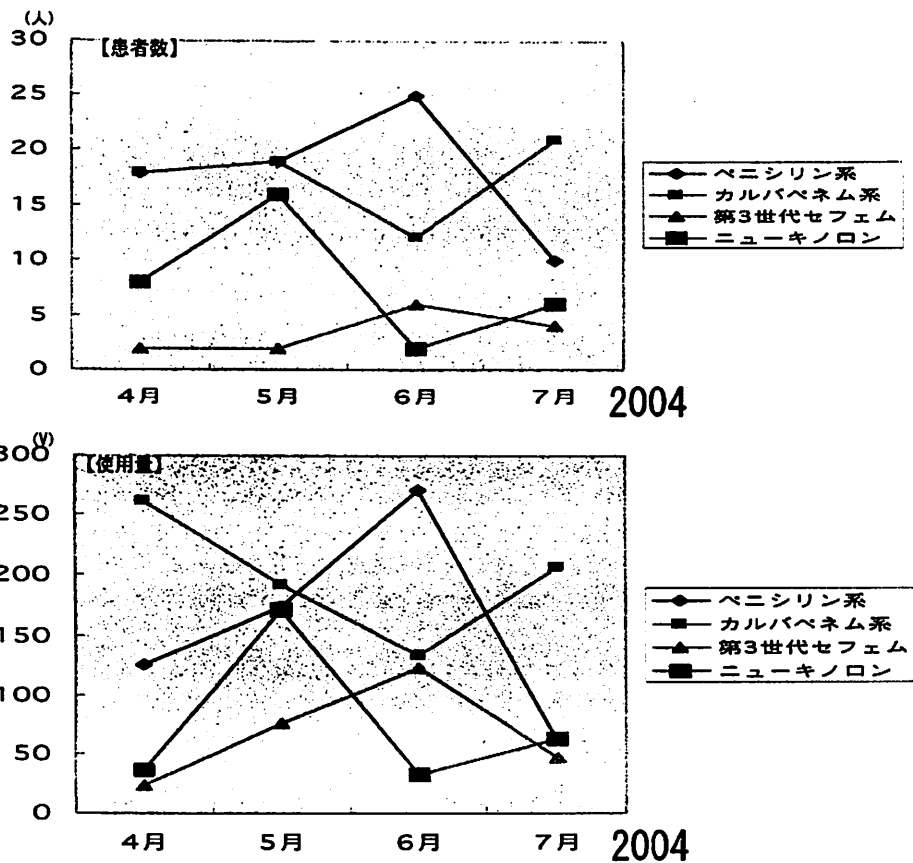 (人)
【患者数】
30
25
20
15
10
5
0
4月 5月 6月 7月 2004
ペニシリン系
カルバペネム系
第3世代セフェム
ニューキノロン
(V)
【使用量】
300
250
200
150
100
50
0
4月 5月 6月 7月 2004
ペニシリン系
カルバペネム系
第3世代セフェム
ニューキノロン